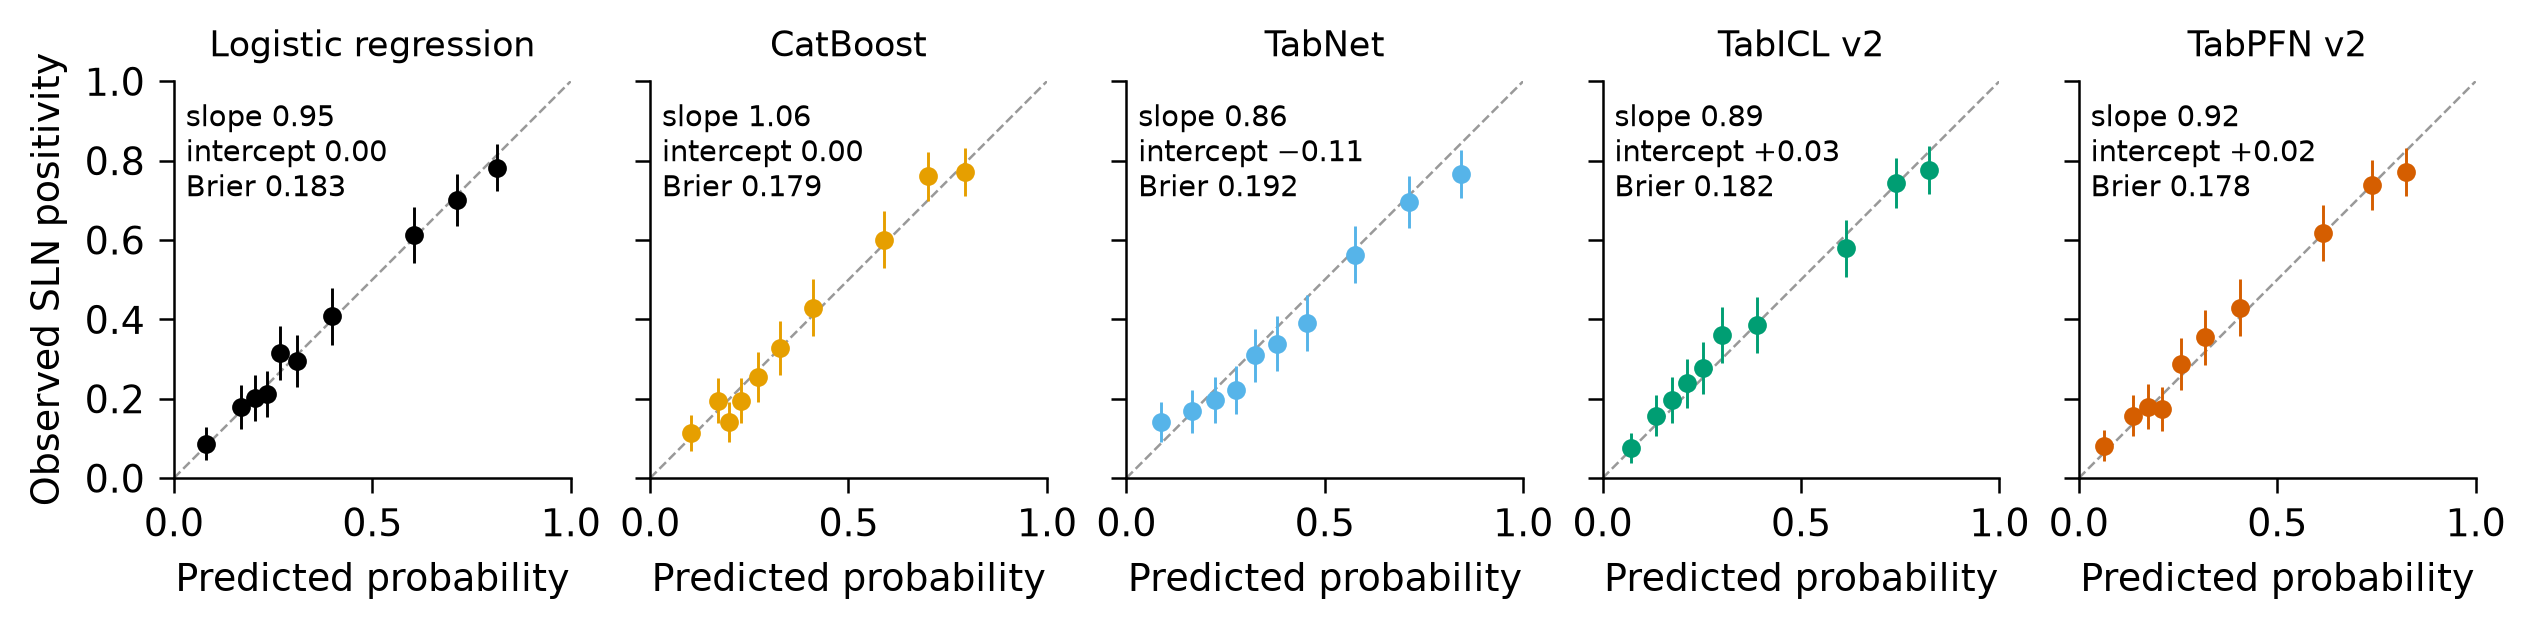 Logistic regression
CatBoost
TabNet
TabICL v2
TabPFN v2
Observed SLN positivity
1.0
0.8
0.6
0.4
0.2
0.0
slope 0.95
intercept 0.00
Brier 0.183
slope 1.06
intercept 0.00
Brier 0.179
slope 0.86
intercept −0.11
Brier 0.192
slope 0.89
intercept +0.03
Brier 0.182
slope 0.92
intercept +0.02
Brier 0.178
0.0 0.5 1.0
0.0 0.5 1.0
0.0 0.5 1.0
0.0 0.5 1.0
0.0 0.5 1.0
Predicted probability
Predicted probability
Predicted probability
Predicted probability
Predicted probability